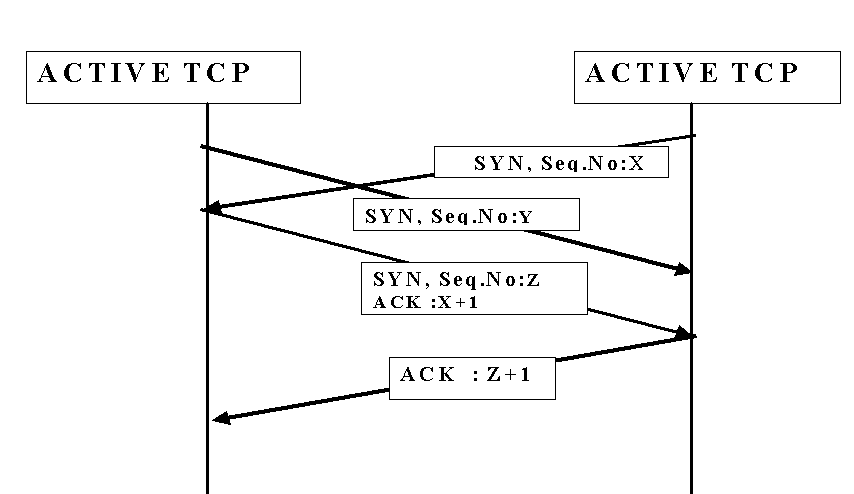 ACTIVE TCP
ACTIVE TCP
SYN, Seq.No:X
SYN, Seq.No:Y
SYN, Seq.No:Z
ACK :X+1
ACK : Z+1